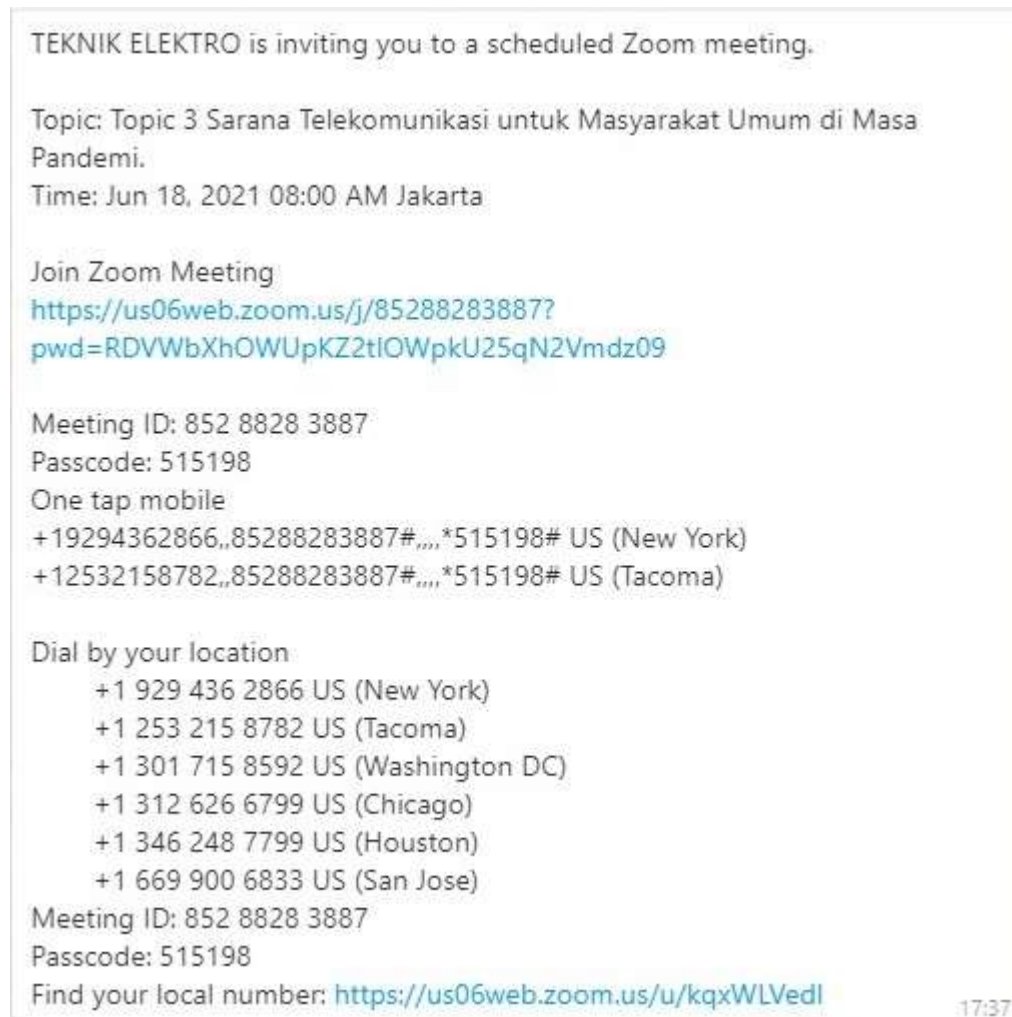 TEKNIK ELEKTRO is inviting you to a scheduled Zoom meeting.
Topic: Topic 3 Sarana Telekomunikasi untuk Masyarakat Umum di Masa
Pandemi.
Time: Jun 18, 2021 08:00 AM Jakarta
Join Zoom Meeting
https://us06web.zoom.us/j/85288283887?
pwd=RDVWbXhOWUpKZ2tlOWpkU25qN2Vmdz09
Meeting ID: 852 8828 3887
Passcode: 515198
One tap mobile
+19294362866,,85288283887#,,,,*515198# US (New York)
+12532158782,,85288283887#,,,,*515198# US (Tacoma)
Dial by your location
+1 929 436 2866 US (New York)
+1 253 215 8782 US (Tacoma)
+1 301 715 8592 US (Washington DC)
+1 312 626 6799 US (Chicago)
+1 346 248 7799 US (Houston)
+1 669 900 6833 US (San Jose)
Meeting ID: 852 8828 3887
Passcode: 515198
Find your local number: https://us06web.zoom.us/u/kqxWLVedl
17:37